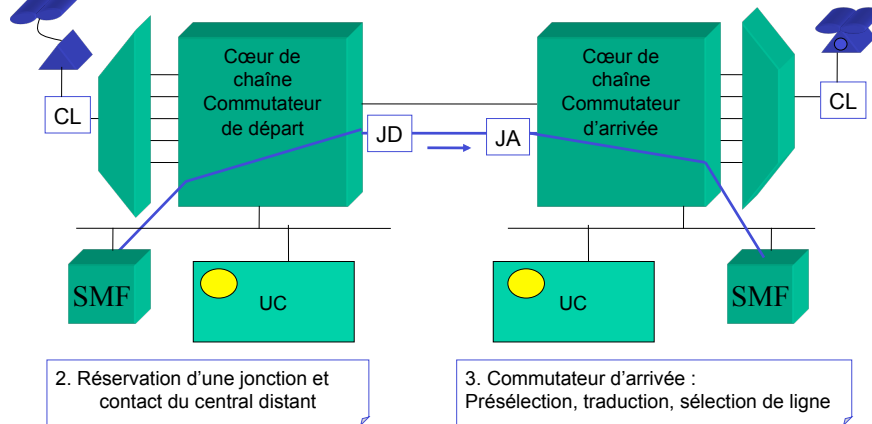 Cœur de
chaîne
Commutateur
de départ
Cœur de
chaîne
Commutateur
d'arrivée
CL
CL
JD
JA
SMF
UC
UC
SMF
2. Réservation d'une jonction et
contact du central distant
3. Commutateur d'arrivée :
Présélection, traduction, sélection de ligne